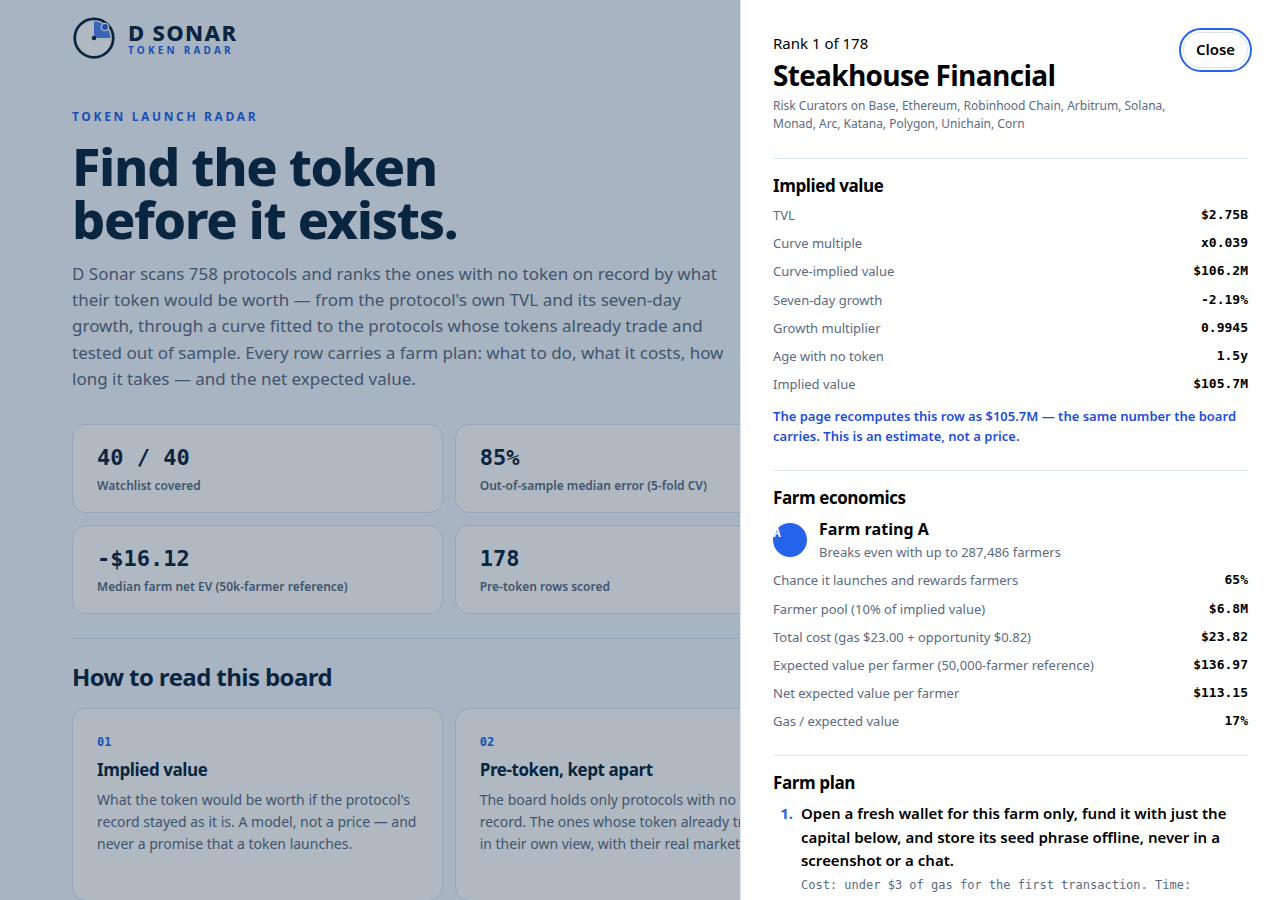 D SONAR
TOKEN RADAR
TOKEN LAUNCH RADAR
Find the token
before it exists.
D Sonar scans 758 protocols and ranks the ones with no token on record by what
their token would be worth — from the protocol's own TVL and its seven-day
growth, through a curve fitted to the protocols whose tokens already trade and
tested out of sample. Every row carries a farm plan: what to do, what it costs, how
long it takes — and the net expected value.
40 / 40
Watchlist covered
85%
Out-of-sample median error (5-fold CV)
-$16.12
Median farm net EV (50k-farmer reference)
178
Pre-token rows scored
How to read this board
01
Implied value
What the token would be worth if the protocol's
record stayed as it is. A model, not a price — and
never a promise that a token launches.
02
Pre-token, kept apart
The board holds only protocols with no
record. The ones whose token already
in their own view, with their real market
Rank 1 of 178
Close
Steakhouse Financial
Risk Curators on Base, Ethereum, Robinhood Chain, Arbitrum, Solana,
Monad, Arc, Katana, Polygon, Unichain, Corn
Implied value
TVL $2.75B
Curve multiple x0.039
Curve-implied value $106.2M
Seven-day growth -2.19%
Growth multiplier 0.9945
Age with no token 1.5y
Implied value $105.7M
The page recomputes this row as $105.7M — the same number the board
carries. This is an estimate, not a price.
Farm economics
A
Farm rating A
Breaks even with up to 287,486 farmers
Chance it launches and rewards farmers 65%
Farmer pool (10% of implied value) $6.8M
Total cost (gas $23.00 + opportunity $0.82) $23.82
Expected value per farmer (50,000-farmer reference) $136.97
Net expected value per farmer $113.15
Gas / expected value 17%
Farm plan
1. Open a fresh wallet for this farm only, fund it with just the
capital below, and store its seed phrase offline, never in a
screenshot or a chat.
Cost: under $3 of gas for the first transaction. Time: